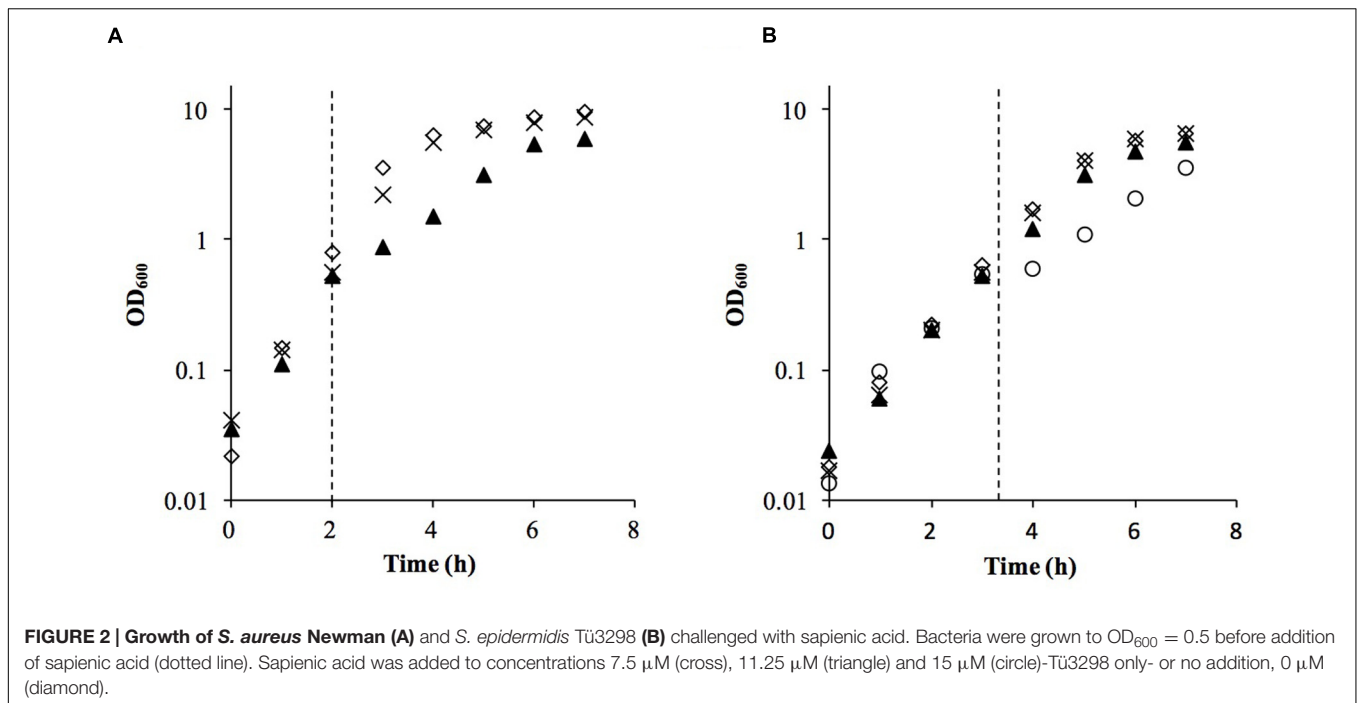 A
B
10
1
0.1
0.01
OD600
0 2 4 6 8
Time (h)
10
1
0.1
0.01
OD600
0 2 4 6 8
Time (h)
FIGURE 2 | Growth of S. aureus Newman (A) and S. epidermidis Tü3298 (B) challenged with sapienic acid. Bacteria were grown to OD600 = 0.5 before addition
of sapienic acid (dotted line). Sapienic acid was added to concentrations 7.5 μM (cross), 11.25 μM (triangle) and 15 μM (circle)-Tü3298 only- or no addition, 0 μM
(diamond).